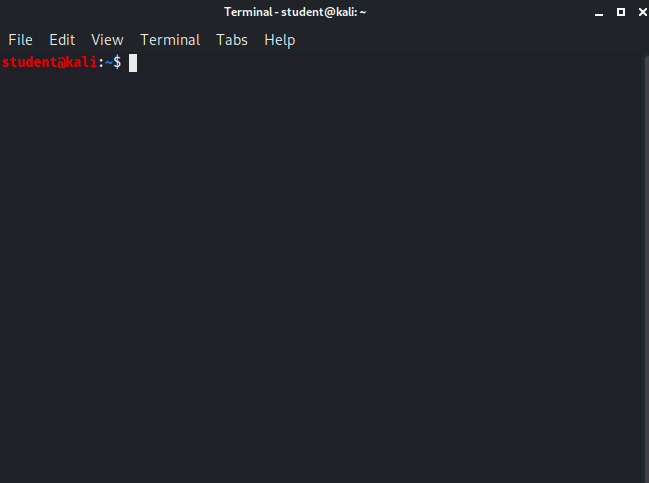 Terminal - student@kali: ~
File Edit View Terminal Tabs Help
student@kali:~$